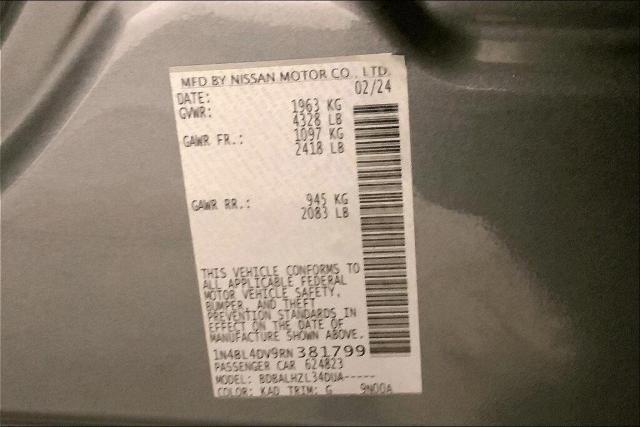 MFD BY NISSAN MOTOR CO., LTD.
DATE: 02/24
GVWR: 1963 KG
4328 LB
GAWR FR.: 1097 KG
2418 LB
GAWR RR.: 945 KG
2083 LB
THIS VEHICLE CONFORMS TO
ALL APPLICABLE FEDERAL
MOTOR VEHICLE SAFETY,
BUMPER, AND THEFT
PREVENTION STANDARDS IN
EFFECT ON THE DATE OF
MANUFACTURE SHOWN ABOVE.
1N4BL4DV9RN381799
PASSENGER CAR 624823
MODEL: BDBALHZL34DUA-----
COLOR: KAD TRIM: G 9N00A